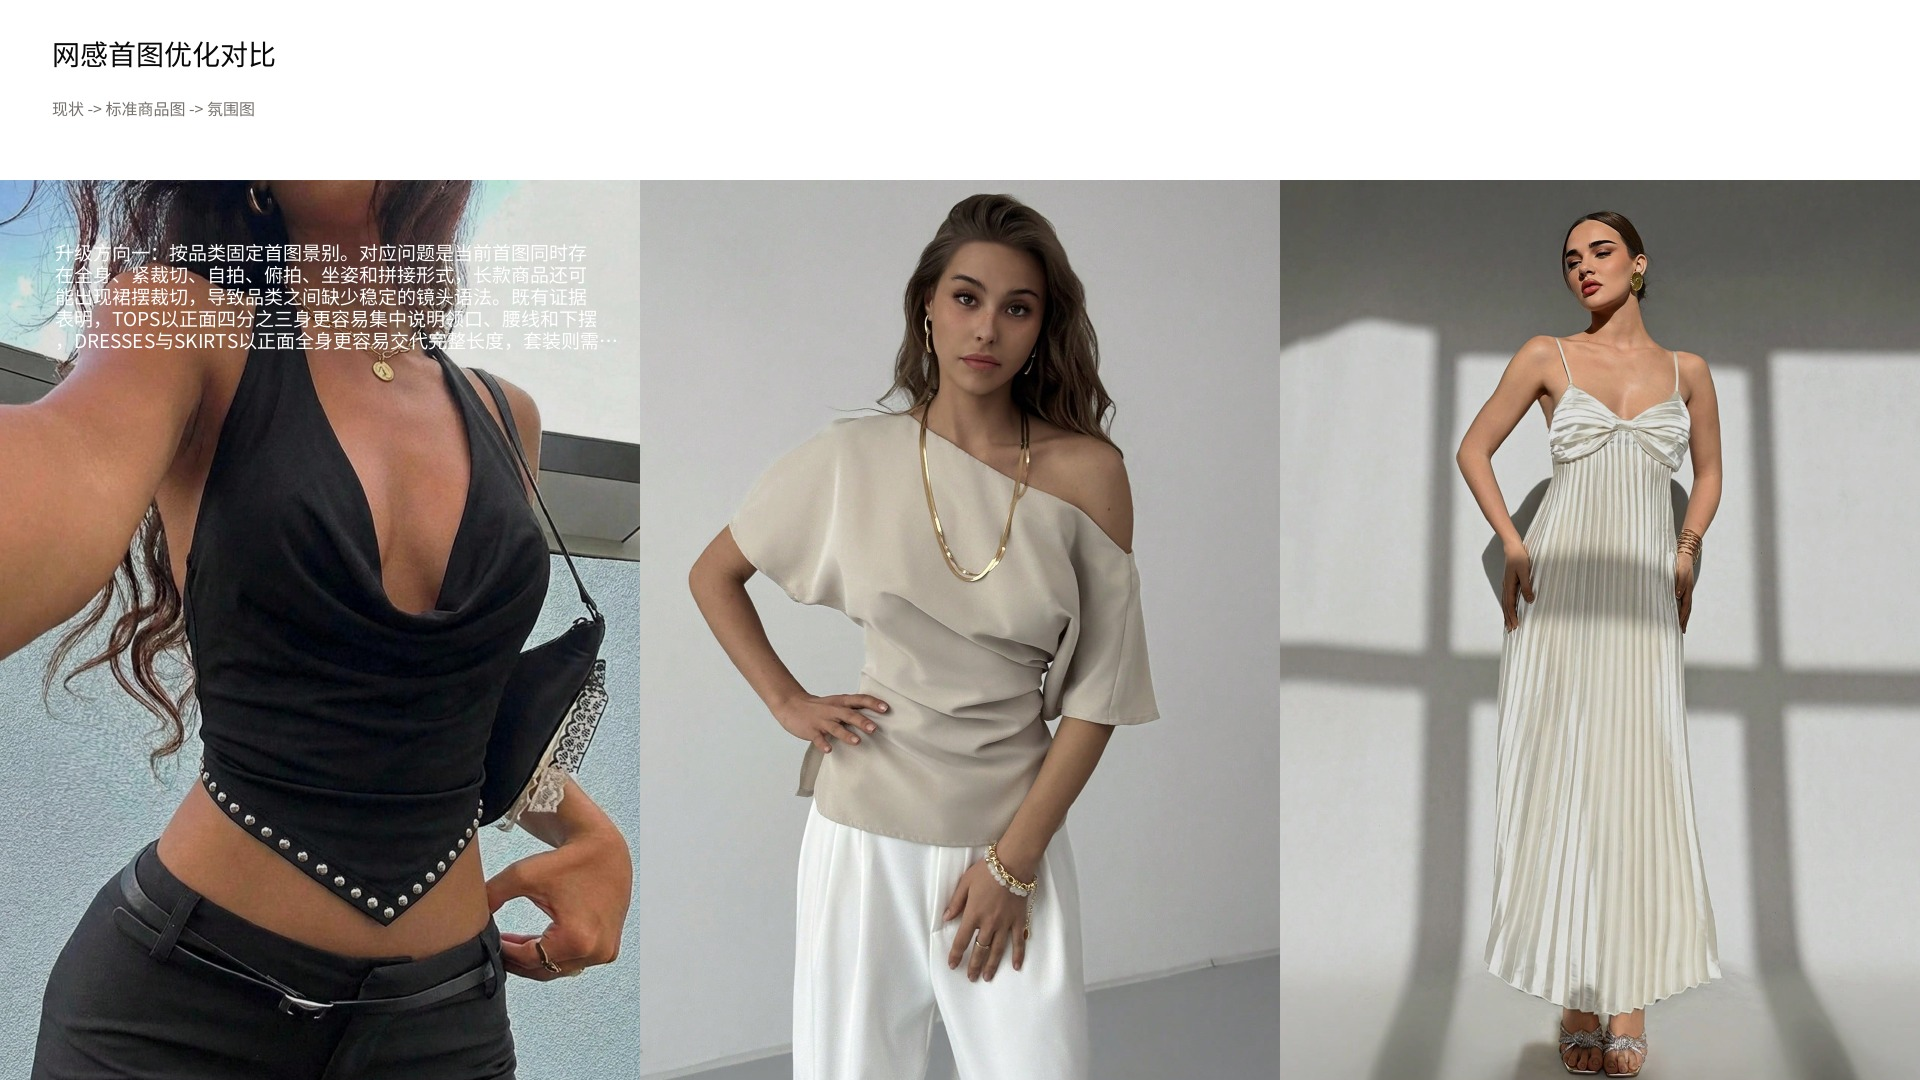 网感首图优化对比
现状 -> 标准商品图 -> 氛围图
升级方向一：按品类固定首图景别。对应问题是当前首图同时存
在全身、紧裁切、自拍、俯拍、坐姿和拼接形式，长款商品还可
能出现裙摆裁切，导致品类之间缺少稳定的镜头语法。既有证据
表明，TOPS以正面四分之三身更容易集中说明领口、腰线和下摆
，DRESSES与SKIRTS以正面全身更容易交代完整长度，套装则需…